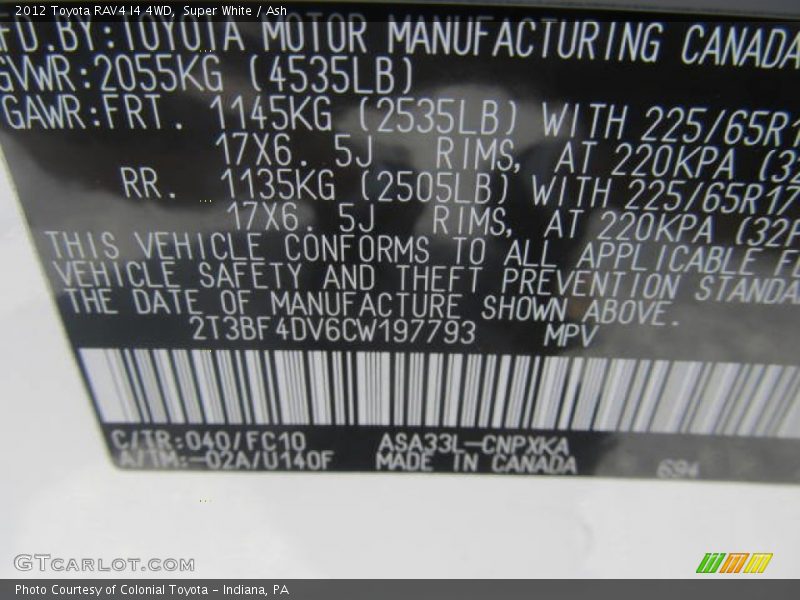 2012 Toyota RAV4 I4 4WD, Super White / Ash
FD.BY:TOYOTA MOTOR MANUFACTURING CANADA
GVWR:2055KG (4535LB)
GAWR:FRT. 1145KG (2535LB) WITH 225/65R1
17X6. 5J RIMS, AT 220KPA (32
RR. 1135KG (2505LB) WITH 225/65R17
17X6. 5J RIMS, AT 220KPA (32P
THIS VEHICLE CONFORMS TO ALL APPLICABLE FE
VEHICLE SAFETY AND THEFT PREVENTION STANDA
THE DATE OF MANUFACTURE SHOWN ABOVE.
2T3BF4DV6CW197793 MPV
C/TR:040/FC10 ASA33L-CNPXKA
A/TM:-02A/U140F MADE IN CANADA 694
GTCarlot.com
Photo Courtesy of Colonial Toyota - Indiana, PA